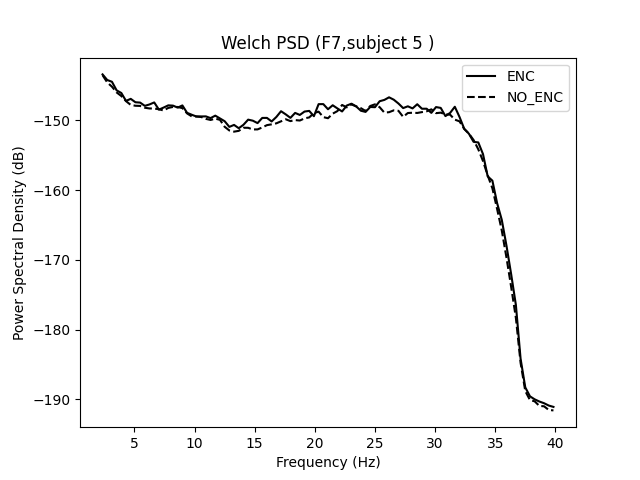 Welch PSD (F7,subject 5 )
ENC
NO_ENC
Power Spectral Density (dB)
−150
−160
−170
−180
−190
5 10 15 20 25 30 35 40
Frequency (Hz)